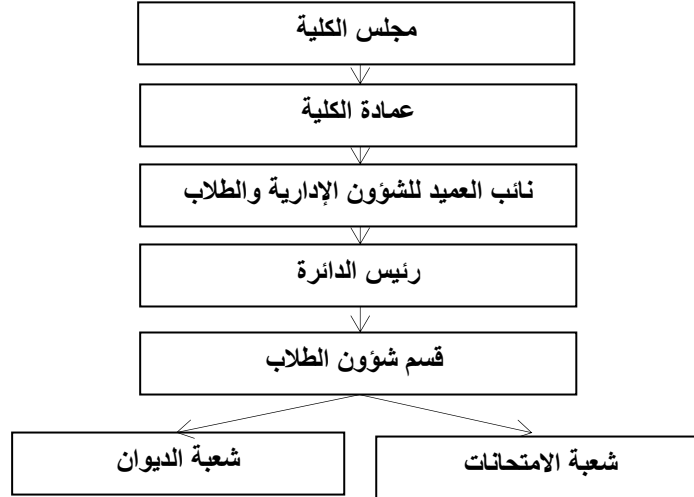 مجلس الكلية
عمادة الكلية
نائب العميد للشؤون الإدارية والطلاب
رئيس الدائرة
قسم شؤون الطلاب
شعبة الامتحانات
شعبة الديوان